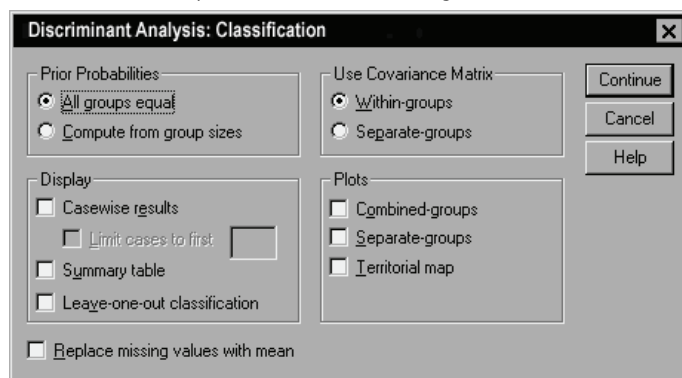 Discriminant Analysis: Classification
Prior Probabilities
All groups equal
Compute from group sizes
Use Covariance Matrix
Within-groups
Separate-groups
Continue
Cancel
Help
Display
Casewise results
Limit cases to first
Summary table
Leave-one-out classification
Plots
Combined-groups
Separate-groups
Territorial map
Replace missing values with mean